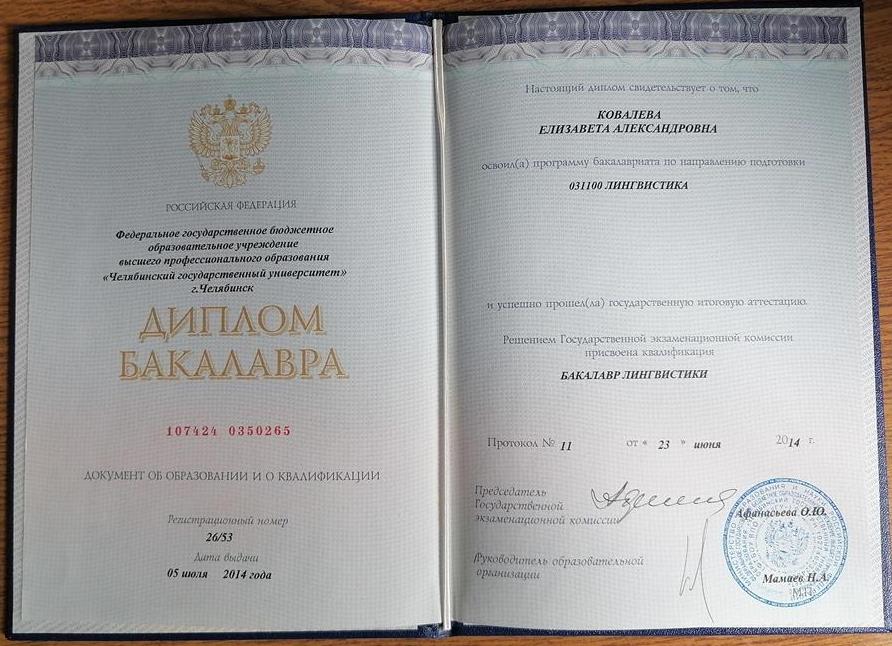 РОССИЙСКАЯ ФЕДЕРАЦИЯ
Федеральное государственное бюджетное
образовательное учреждение
высшего профессионального образования
«Челябинский государственный университет»
г.Челябинск
ДИПЛОМ
БАКАЛАВРА
107424 0350265
ДОКУМЕНТ ОБ ОБРАЗОВАНИИ И О КВАЛИФИКАЦИИ
Регистрационный номер
26/53
Дата выдачи
05 июля 2014 года
Настоящий диплом свидетельствует о том, что
КОВАЛЕВА
ЕЛИЗАВЕТА АЛЕКСАНДРОВНА
освоил(а) программу бакалавриата по направлению подготовки
031100 ЛИНГВИСТИКА
и успешно прошел(ла) государственную итоговую аттестацию.
Решением Государственной экзаменационной комиссии
присвоена квалификация
БАКАЛАВР ЛИНГВИСТИКИ
Протокол № 11 от « 23 » июня 2014 г.
Председатель
Государственной
экзаменационной комиссии
Афанасьева О.Ю.
Руководитель образовательной
организации
Мамаев Н.А.
М.П.